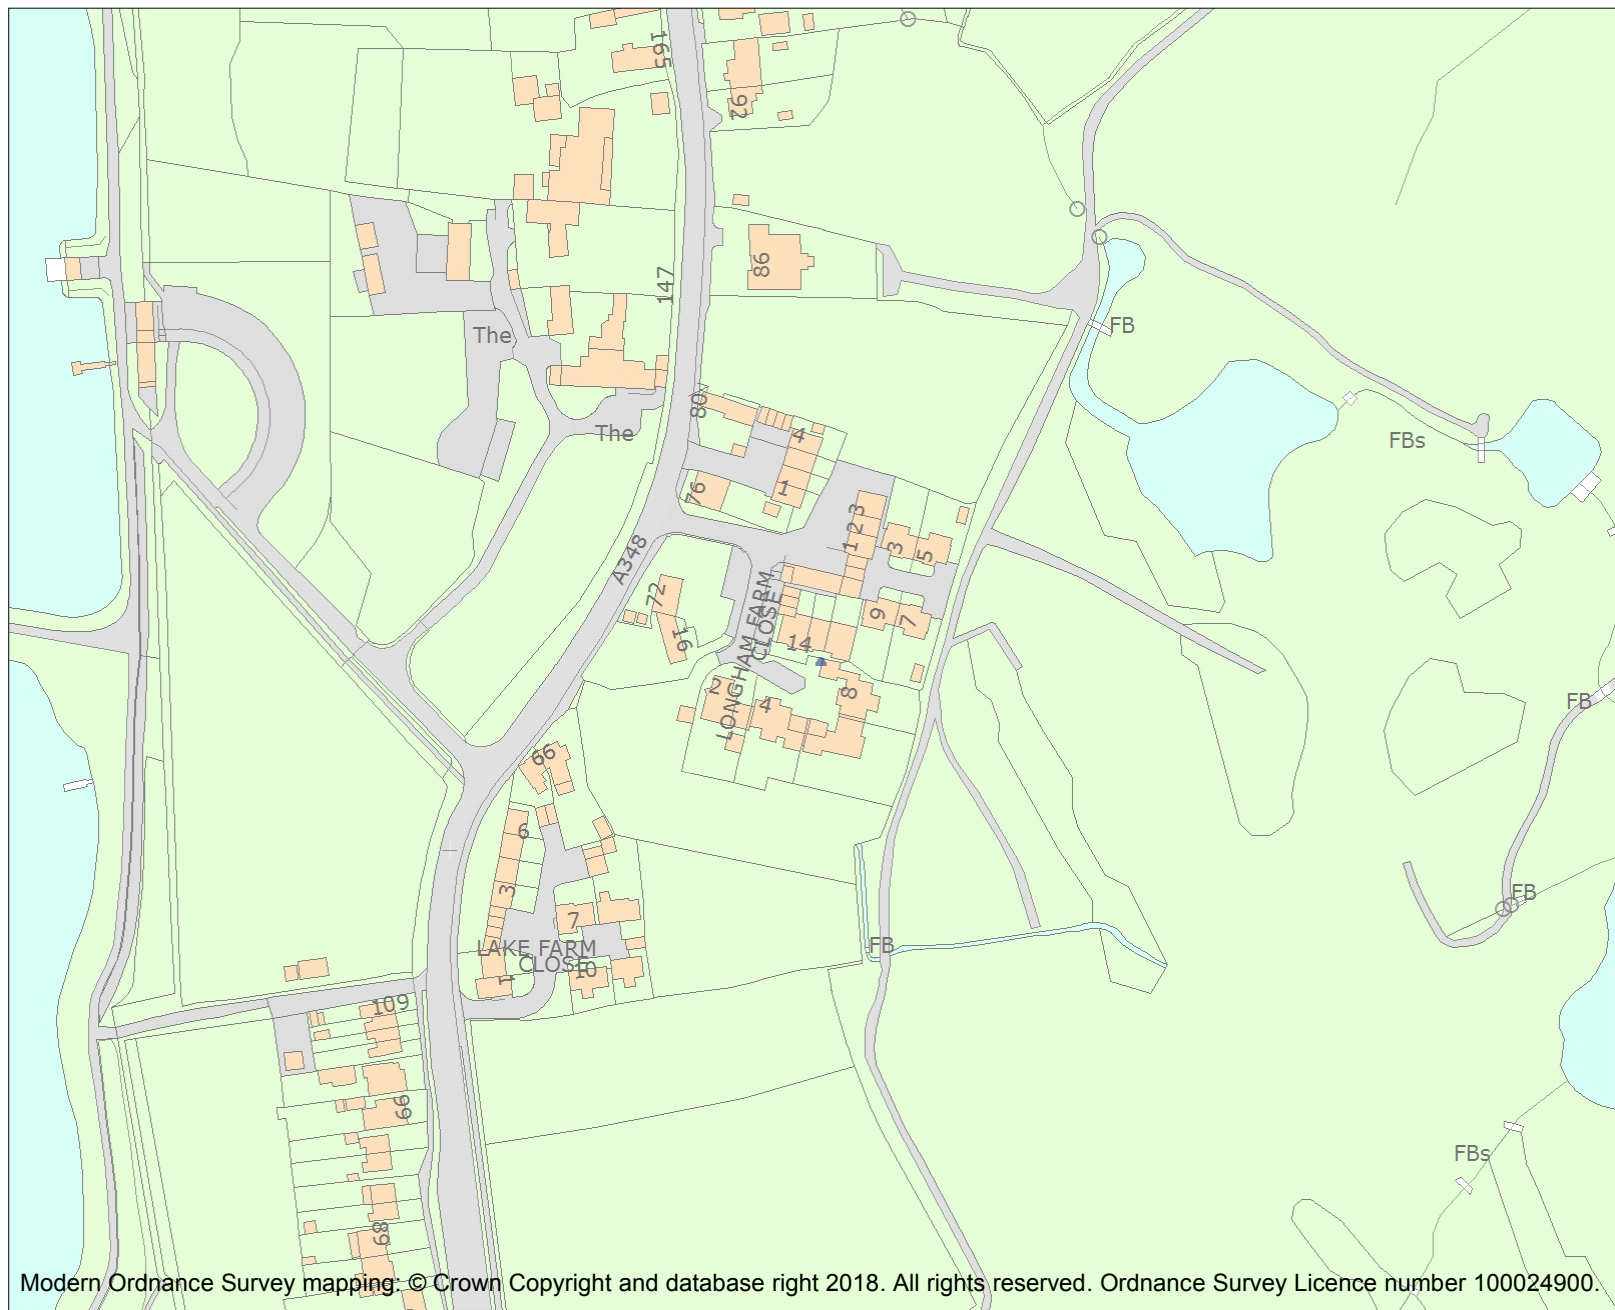 165
92
147
86
The
FB
80
The
4
FBs
76
1
3
2
1
3
5
A348
72
16
LONGHAM FARM
CLOSE
9
7
14
2
4
8
FB
66
6
3
7
FB
LAKE FARM
CLOSE
10
1
FB
109
99
FBs
89
Modern Ordnance Survey mapping: © Crown Copyright and database right 2018. All rights reserved. Ordnance Survey Licence number 100024900.